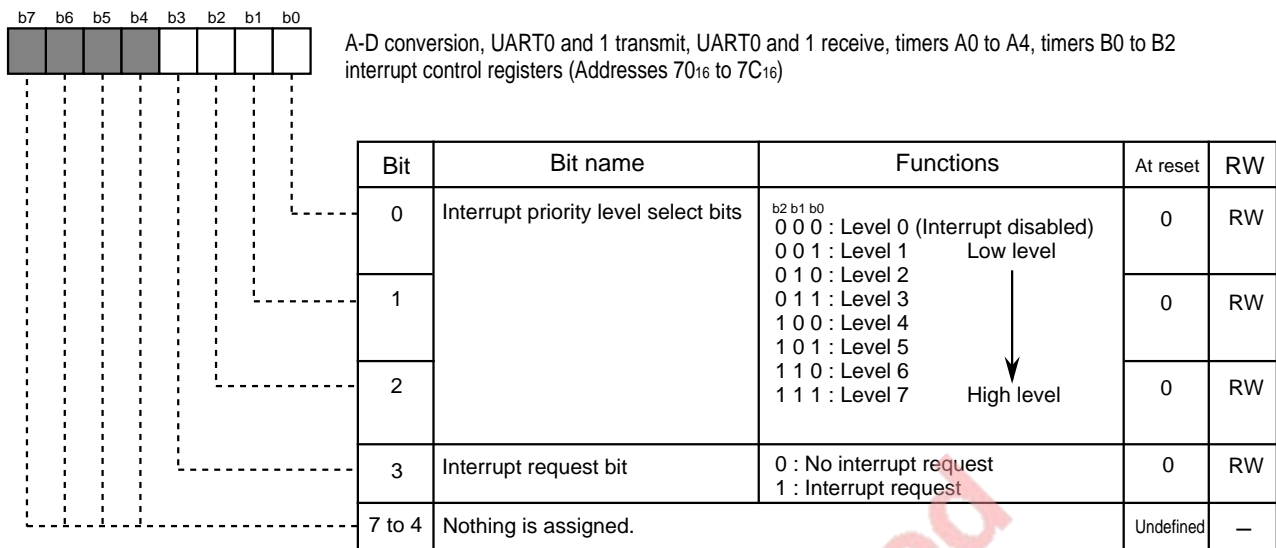 b7 b6 b5 b4 b3 b2 b1 b0
A-D conversion, UART0 and 1 transmit, UART0 and 1 receive, timers A0 to A4, timers B0 to B2
interrupt control registers (Addresses 7016 to 7C16)
Bit Bit name Functions At reset RW
0 Interrupt priority level select bits b2 b1 b0 0 RW
0 0 0 : Level 0 (Interrupt disabled)
0 0 1 : Level 1 Low level
0 1 0 : Level 2
1 0 1 1 : Level 3 0 RW
1 0 0 : Level 4
1 0 1 : Level 5
2 1 1 0 : Level 6 0 RW
1 1 1 : Level 7 High level
3 Interrupt request bit 0 : No interrupt request 0 RW
1 : Interrupt request
7 to 4 Nothing is assigned. Undefined –